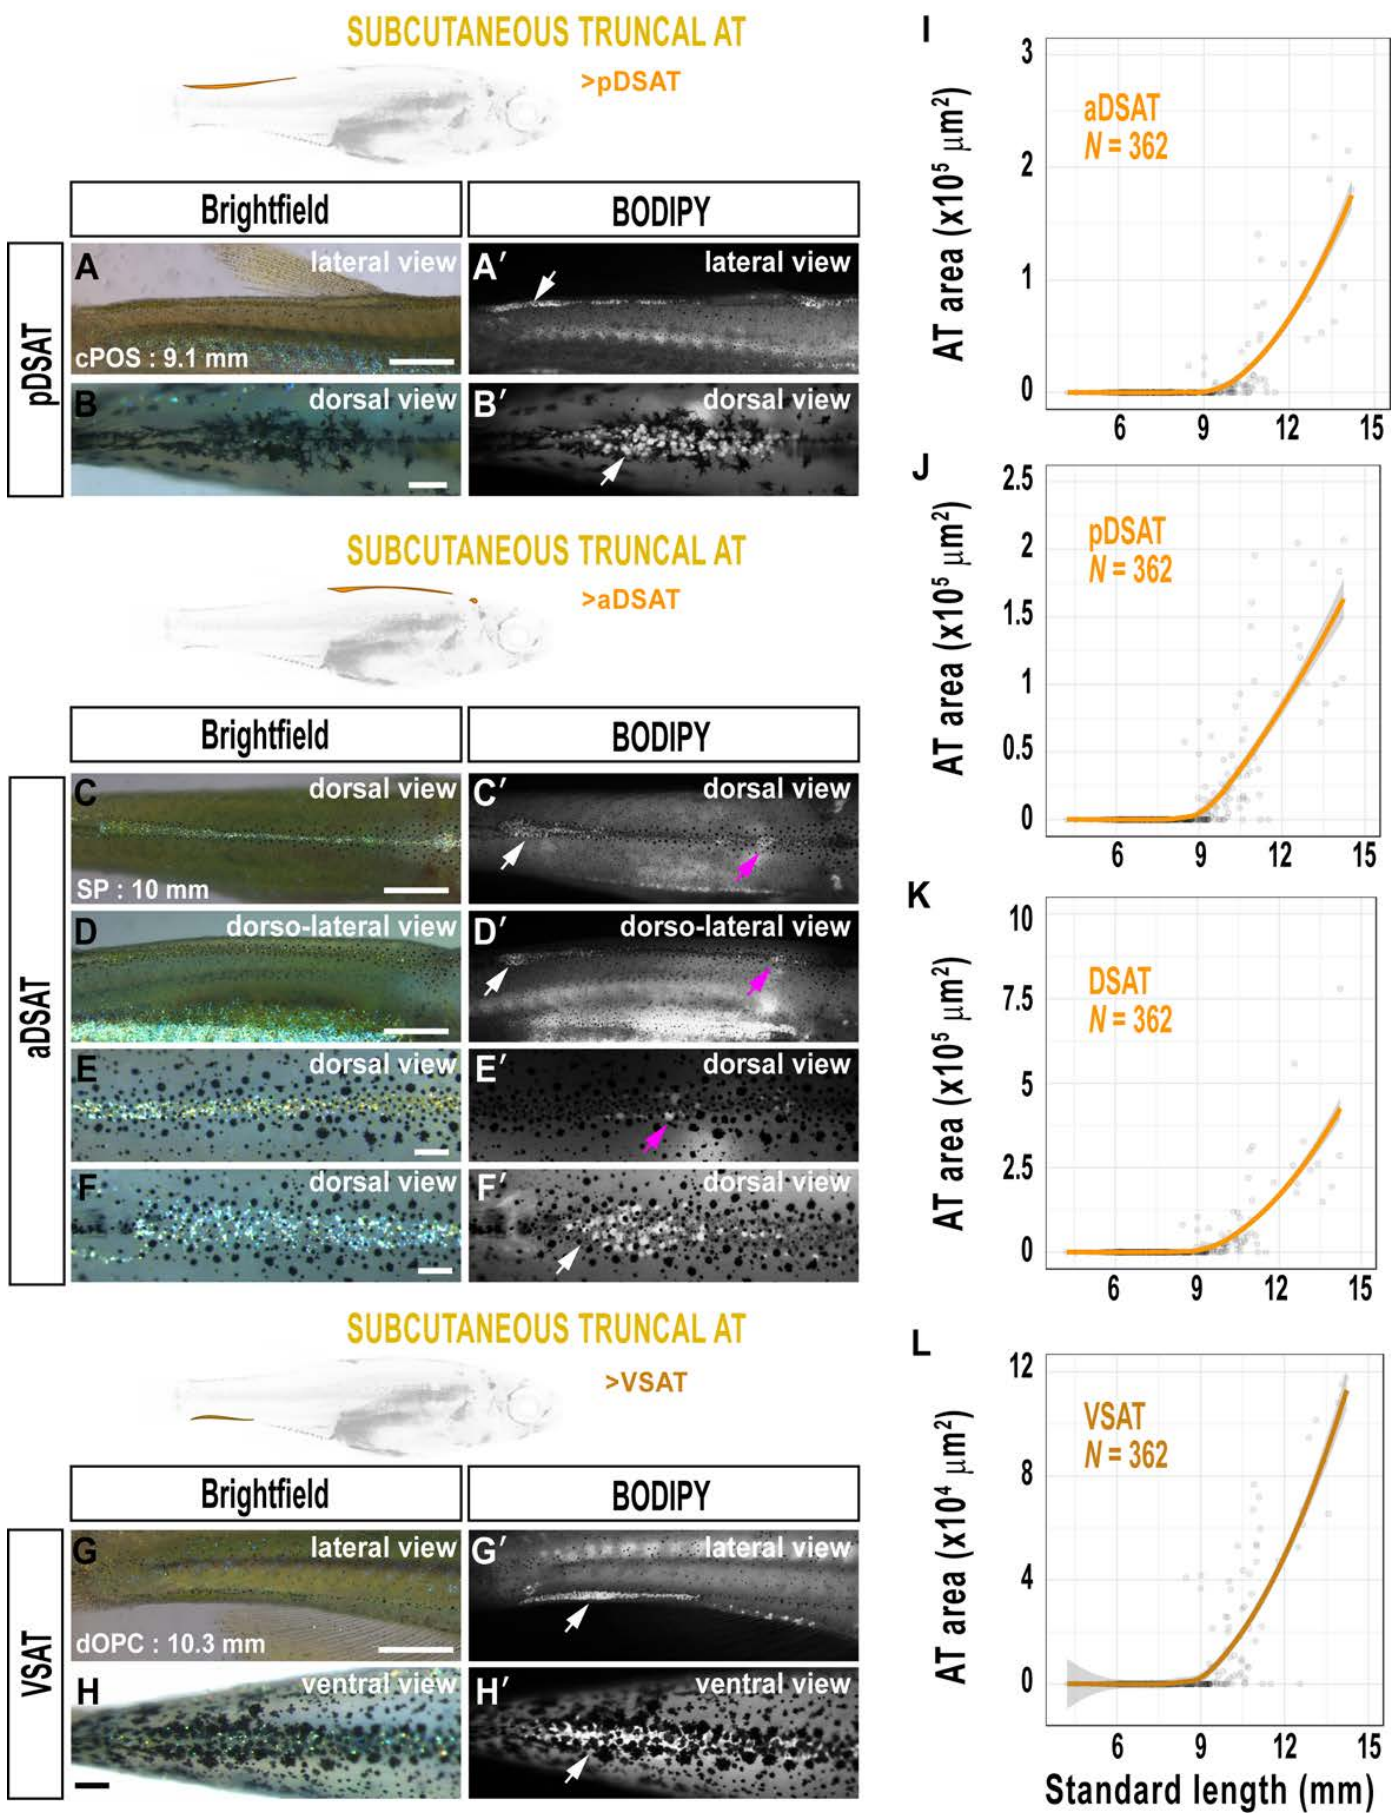 SUBCUTANEOUS TRUNCAL AT
>pDSAT
Brightfield
BODIPY
pDSAT
A
lateral view
cPOS : 9.1 mm
A′
lateral view
B
dorsal view
B′
dorsal view
SUBCUTANEOUS TRUNCAL AT
>aDSAT
Brightfield
BODIPY
aDSAT
C
dorsal view
SP : 10 mm
C′
dorsal view
D
dorso-lateral view
D′
dorso-lateral view
E
dorsal view
E′
dorsal view
F
dorsal view
F′
dorsal view
SUBCUTANEOUS TRUNCAL AT
>VSAT
Brightfield
BODIPY
VSAT
G
lateral view
dOPC : 10.3 mm
G′
lateral view
H
ventral view
H′
ventral view
I
AT area (x10⁵ µm²)
3
2
1
0
aDSAT
N = 362
6 9 12 15
J
AT area (x10⁵ µm²)
2.5
2
1.5
1
0.5
0
pDSAT
N = 362
6 9 12 15
K
AT area (x10⁵ µm²)
10
7.5
5
2.5
0
DSAT
N = 362
6 9 12 15
L
AT area (x10⁴ µm²)
12
8
4
0
VSAT
N = 362
6 9 12 15
Standard length (mm)